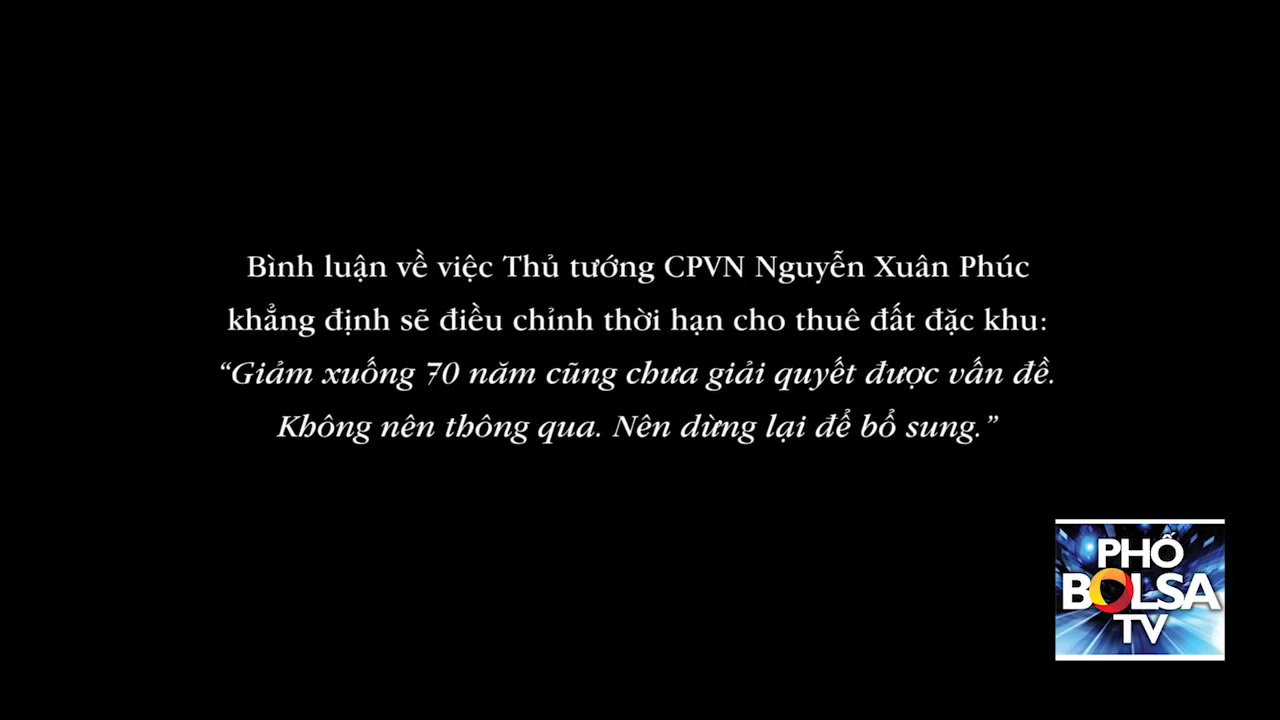 Bình luận về việc Thủ tướng CPVN Nguyễn Xuân Phúc
khẳng định sẽ điều chỉnh thời hạn cho thuê đất đặc khu:
“Giảm xuống 70 năm cũng chưa giải quyết được vấn đề.
Không nên thông qua. Nên dừng lại để bổ sung.”
PHỐ
BOLSA
TV